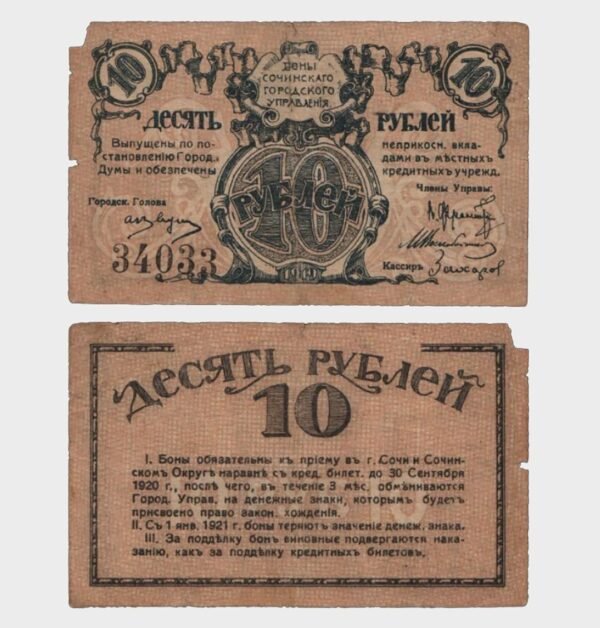 10
БОНЫ
СОЧИНСКАГО
ГОРОДСКОГО
УПРАВЛЕНІЯ
10
ДЕСЯТЬ РУБЛЕЙ
Выпущены по по-
становленію Город.
Думы и обезпечены
неприкосн. вкла-
дами въ мѣстныхъ
кредитныхъ учрежд.
10
РУБЛЕЙ
1919
Городск. Голова
34033
Члены Управы:
Кассиръ Захаров
ДЕСЯТЬ РУБЛЕЙ
10
I. Боны обязательны къ пріему въ г. Сочи и Сочин-
скомъ Округѣ наравнѣ съ кред. билет. до 30 Сентября
1920 г., послѣ чего, въ теченіе 3 мѣс. обмѣниваются
Город. Управ. на денежные знаки, которымъ будетъ
присвоено право закон. хожденія.
II. Съ 1 янв. 1921 г. боны теряютъ значеніе денеж. знака.
III. За поддѣлку бонъ виновные подвергаются нака-
занію, какъ за поддѣлку кредитныхъ билетовъ.